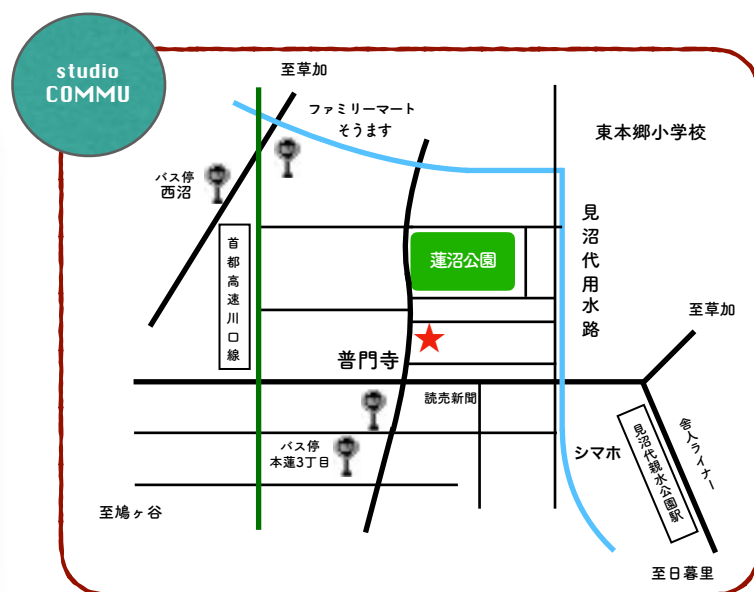 studio
COMMU
至草加
ファミリーマート
そうます
東本郷小学校
バス停
西沼
首都高速川口線
蓮沼公園
見沼代用水路
至草加
普門寺
読売新聞
バス停
本蓮3丁目
シマホ
見沼代親水公園駅
舎人ライナー
至鳩ヶ谷
至日暮里